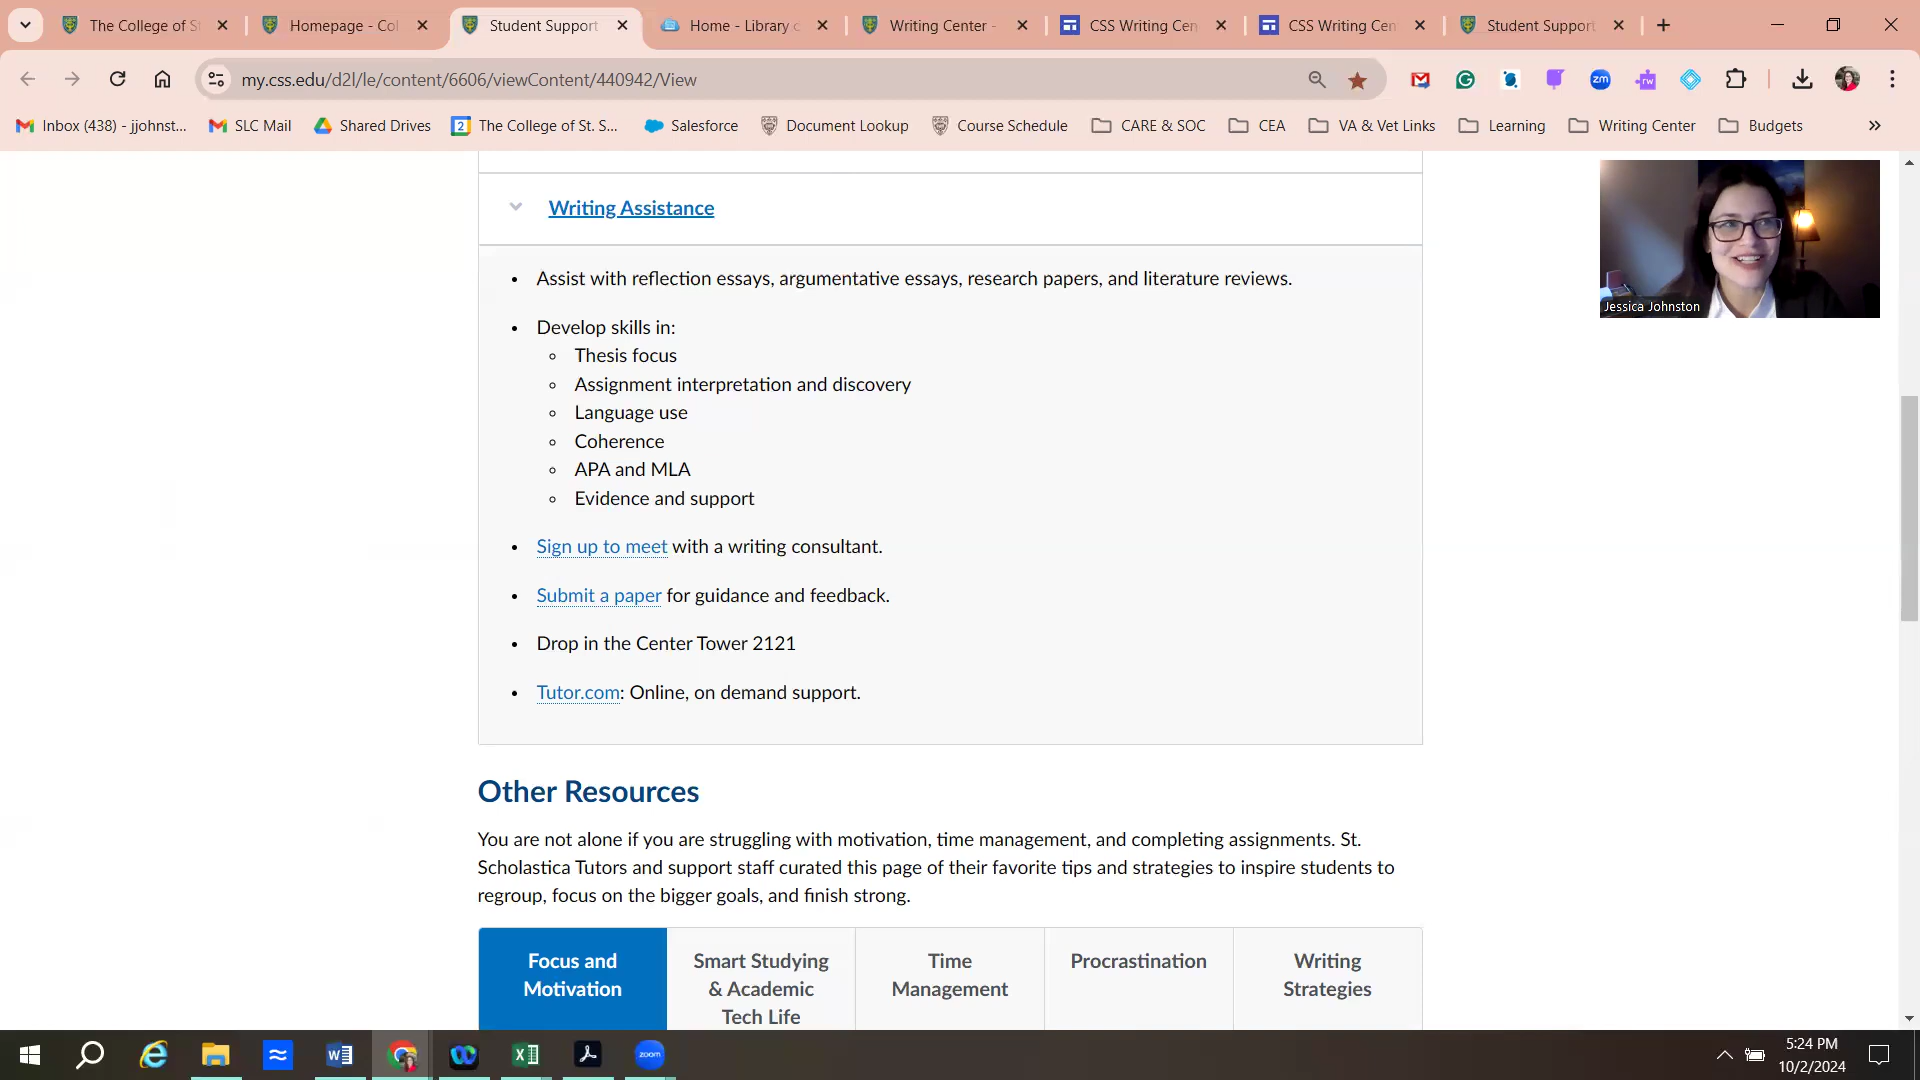 The College of St
Homepage - Col
Student Support
Home - Library c
Writing Center -
CSS Writing Cen
CSS Writing Cen
Student Support
my.css.edu/d2l/le/content/6606/viewContent/440942/View
zm
rw
Inbox (438) - jjohnst...
SLC Mail
Shared Drives
2
The College of St. S...
Salesforce
Document Lookup
Course Schedule
CARE & SOC
CEA
VA & Vet Links
Learning
Writing Center
Budgets
»
Writing Assistance
• Assist with reflection essays, argumentative essays, research papers, and literature reviews.
• Develop skills in:
Thesis focus
Assignment interpretation and discovery
Language use
Coherence
APA and MLA
Evidence and support
• Sign up to meet with a writing consultant.
• Submit a paper for guidance and feedback.
• Drop in the Center Tower 2121
• Tutor.com: Online, on demand support.
Jessica Johnston
Other Resources
You are not alone if you are struggling with motivation, time management, and completing assignments. St.
Scholastica Tutors and support staff curated this page of their favorite tips and strategies to inspire students to
regroup, focus on the bigger goals, and finish strong.
Focus and
Motivation
Smart Studying
& Academic
Tech Life
Time
Management
Procrastination
Writing
Strategies
zoom
5:24 PM
10/2/2024